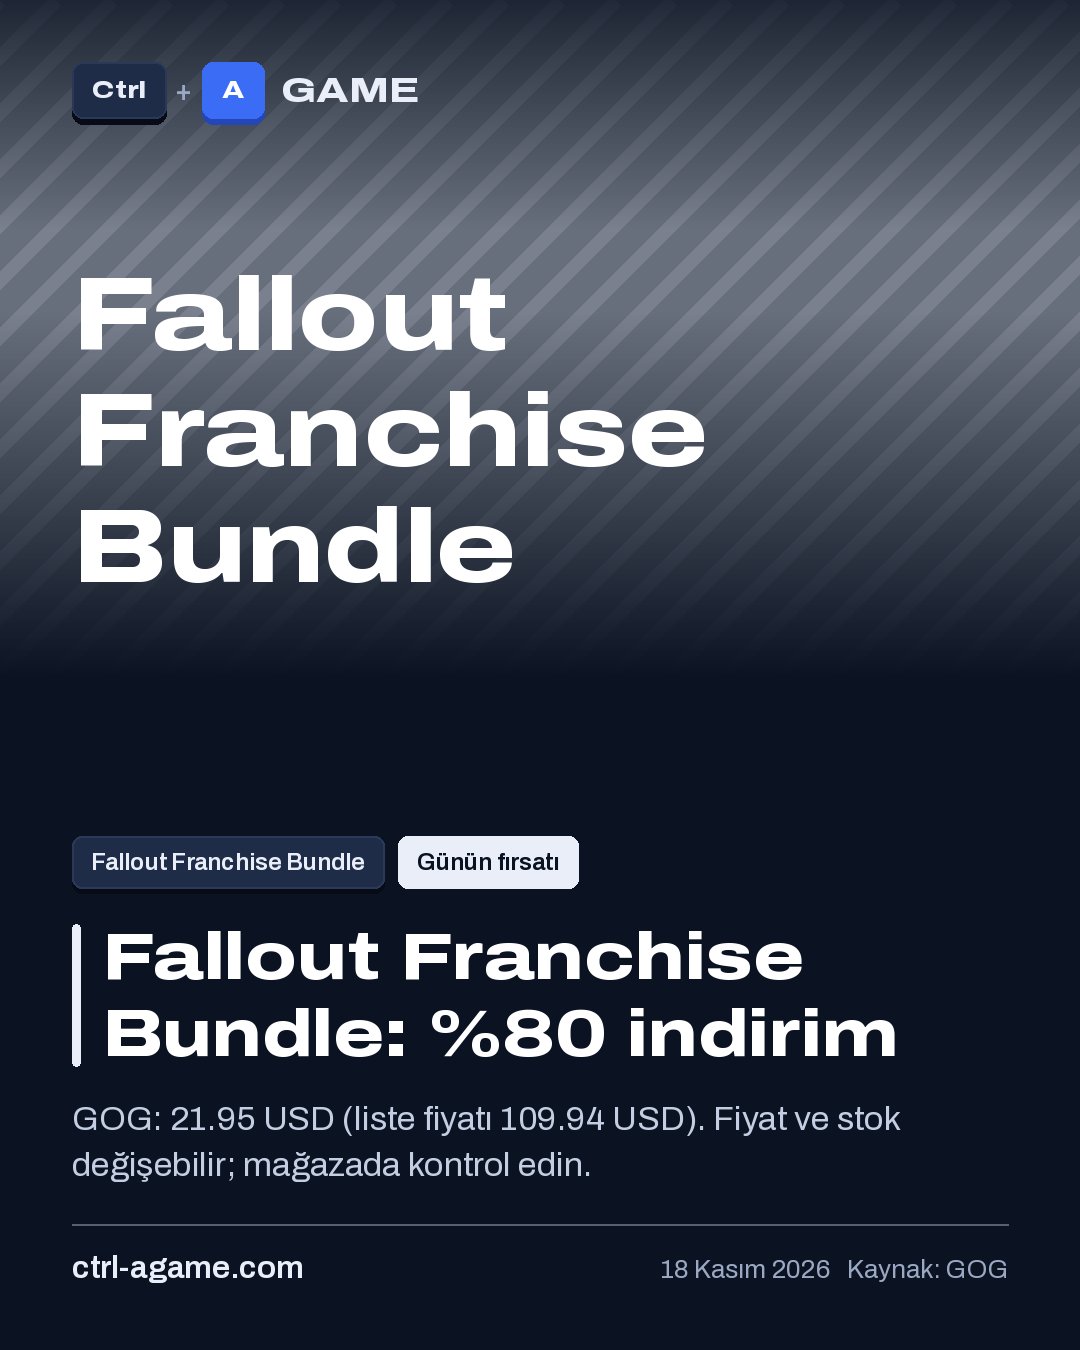 Ctrl + A GAME
Fallout
Franchise
Bundle
Fallout Franchise Bundle
Günün fırsatı
Fallout Franchise
Bundle: %80 indirim
GOG: 21.95 USD (liste fiyatı 109.94 USD). Fiyat ve stok
değişebilir; mağazada kontrol edin.
ctrl-agame.com
18 Kasım 2026 Kaynak: GOG